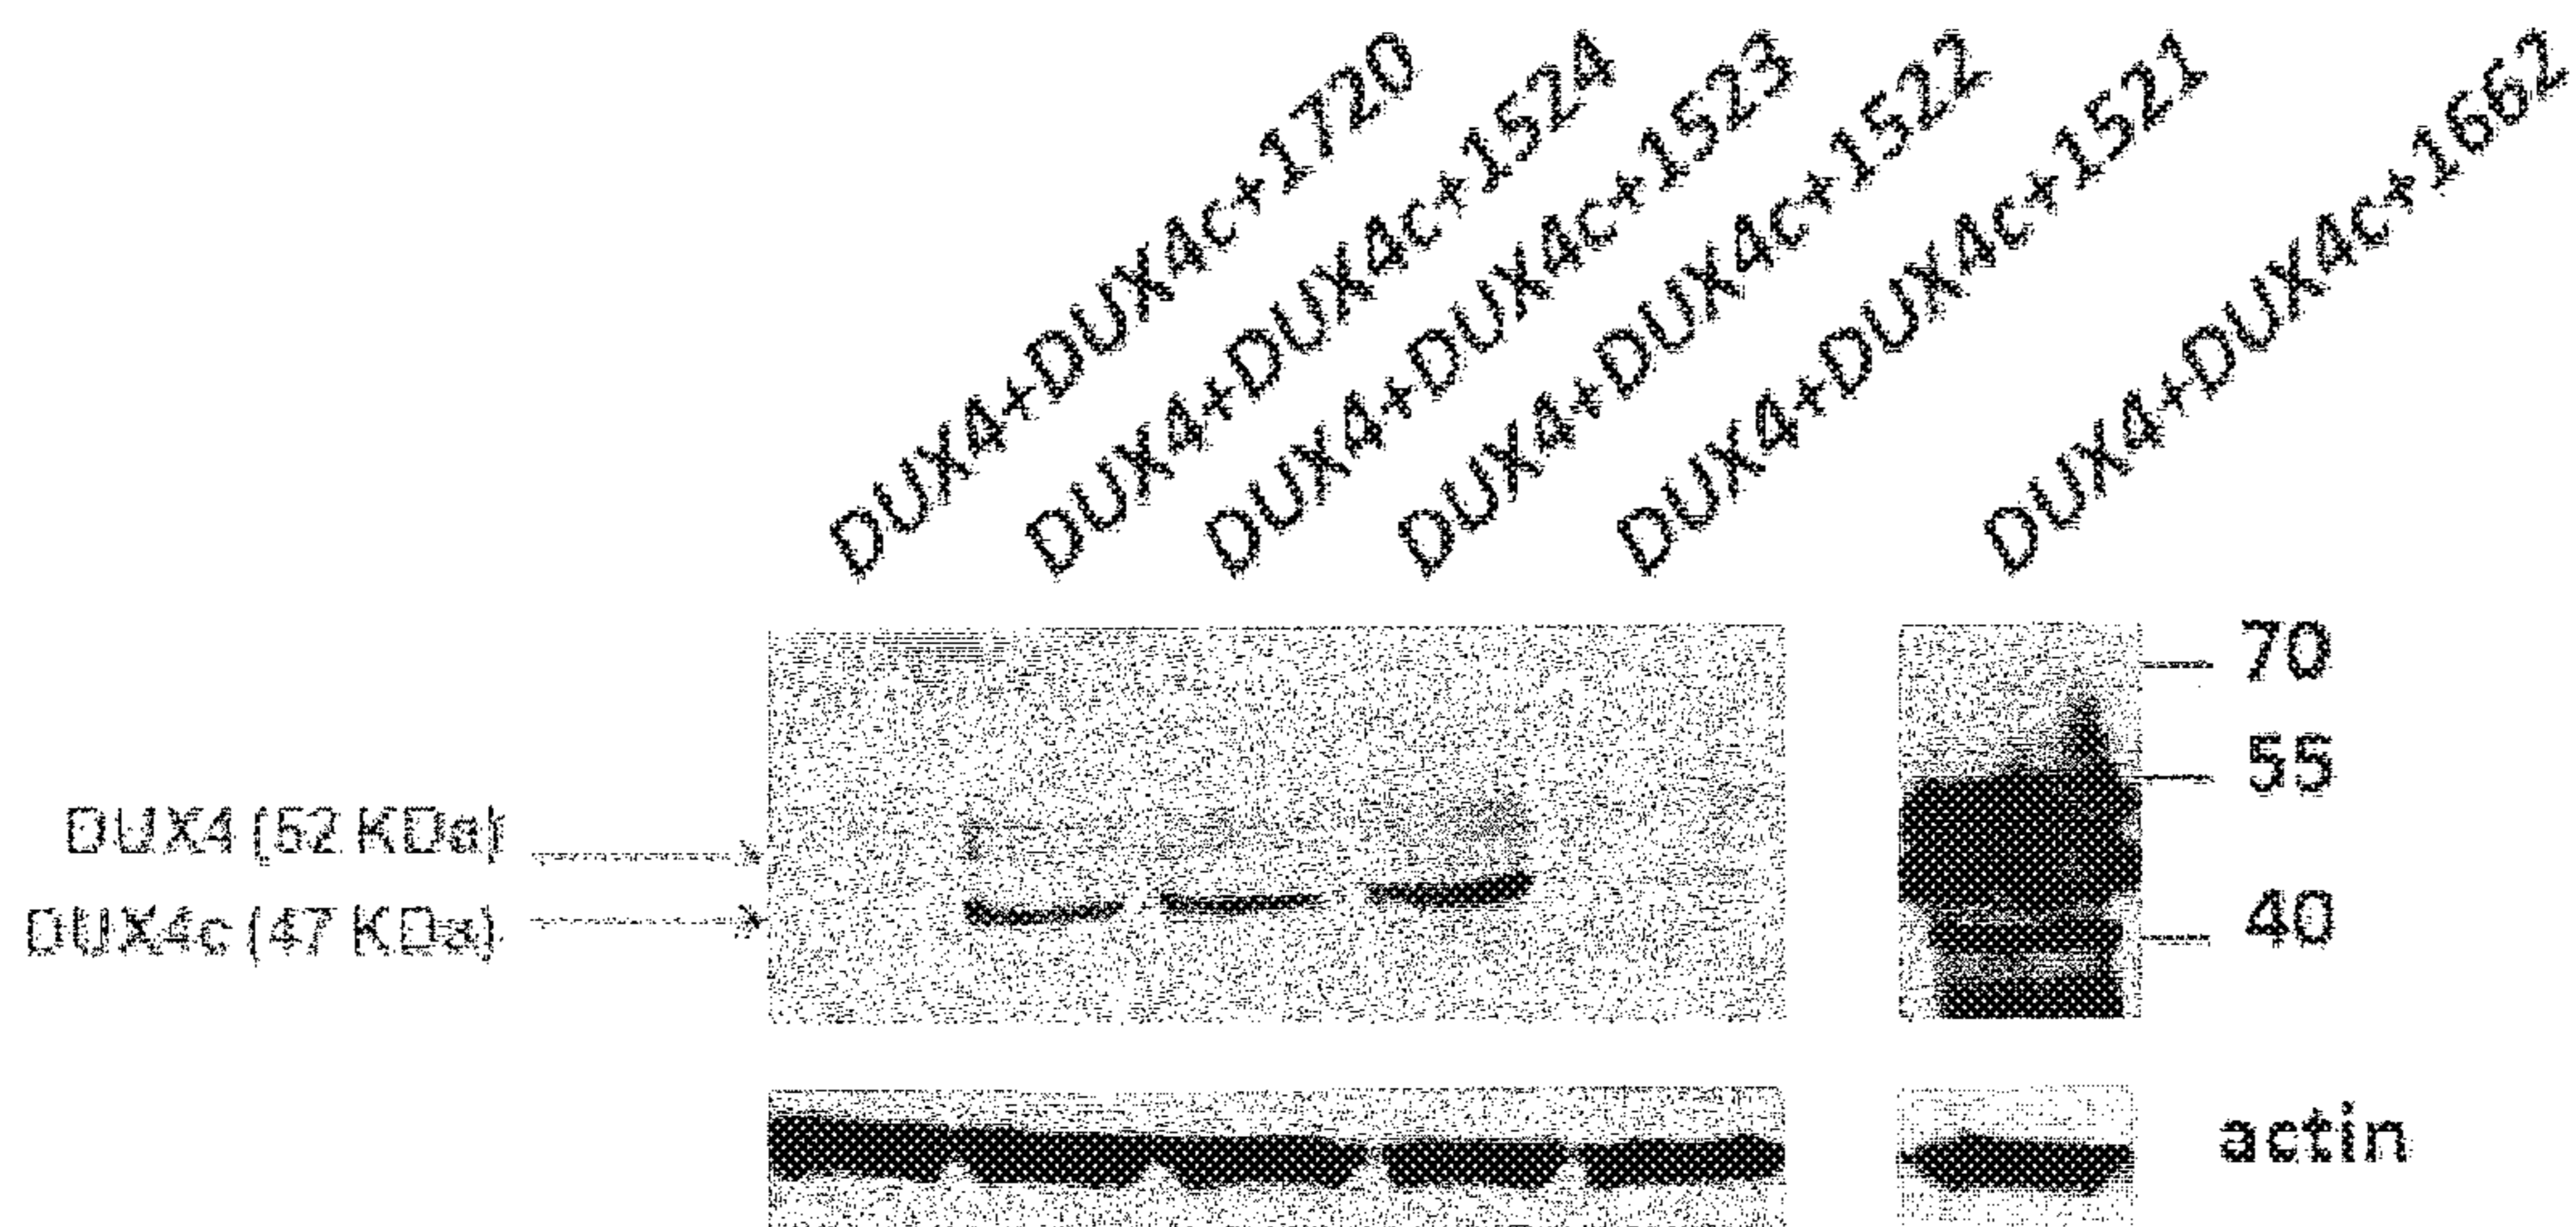 DUX4+DUX4c+1720
DUX4+DUX4c+1524
DUX4+DUX4c+1523
DUX4+DUX4c+1522
DUX4+DUX4c+1521
DUX4+DUX4c+1662
70
55
DUX4 (52 KDa)
DUX4c (47 KDa)
40
actin